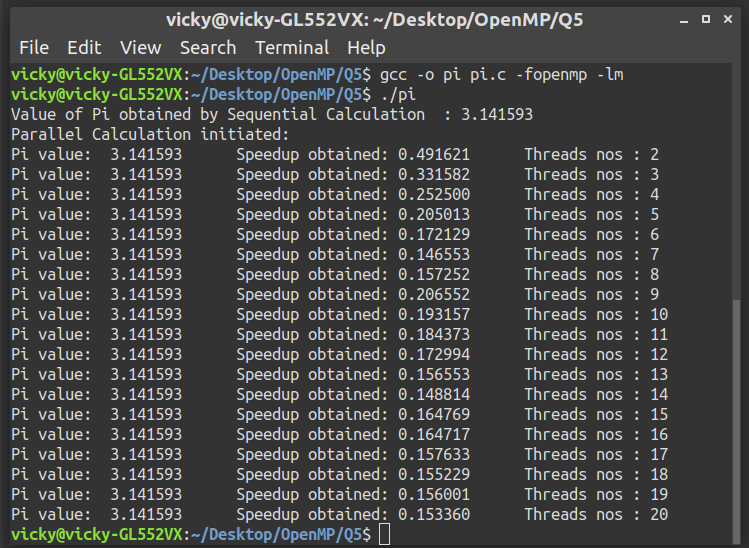 vicky@vicky-GL552VX: ~/Desktop/OpenMP/Q5
File Edit View Search Terminal Help
vicky@vicky-GL552VX:~/Desktop/OpenMP/Q5$ gcc -o pi pi.c -fopenmp -lm
vicky@vicky-GL552VX:~/Desktop/OpenMP/Q5$ ./pi
Value of Pi obtained by Sequential Calculation  : 3.141593
Parallel Calculation initiated:
Pi value:  3.141593      Speedup obtained: 0.491621      Threads nos : 2
Pi value:  3.141593      Speedup obtained: 0.331582      Threads nos : 3
Pi value:  3.141593      Speedup obtained: 0.252500      Threads nos : 4
Pi value:  3.141593      Speedup obtained: 0.205013      Threads nos : 5
Pi value:  3.141593      Speedup obtained: 0.172129      Threads nos : 6
Pi value:  3.141593      Speedup obtained: 0.146553      Threads nos : 7
Pi value:  3.141593      Speedup obtained: 0.157252      Threads nos : 8
Pi value:  3.141593      Speedup obtained: 0.206552      Threads nos : 9
Pi value:  3.141593      Speedup obtained: 0.193157      Threads nos : 10
Pi value:  3.141593      Speedup obtained: 0.184373      Threads nos : 11
Pi value:  3.141593      Speedup obtained: 0.172994      Threads nos : 12
Pi value:  3.141593      Speedup obtained: 0.156553      Threads nos : 13
Pi value:  3.141593      Speedup obtained: 0.148814      Threads nos : 14
Pi value:  3.141593      Speedup obtained: 0.164769      Threads nos : 15
Pi value:  3.141593      Speedup obtained: 0.164717      Threads nos : 16
Pi value:  3.141593      Speedup obtained: 0.157633      Threads nos : 17
Pi value:  3.141593      Speedup obtained: 0.155229      Threads nos : 18
Pi value:  3.141593      Speedup obtained: 0.156001      Threads nos : 19
Pi value:  3.141593      Speedup obtained: 0.153360      Threads nos : 20
vicky@vicky-GL552VX:~/Desktop/OpenMP/Q5$